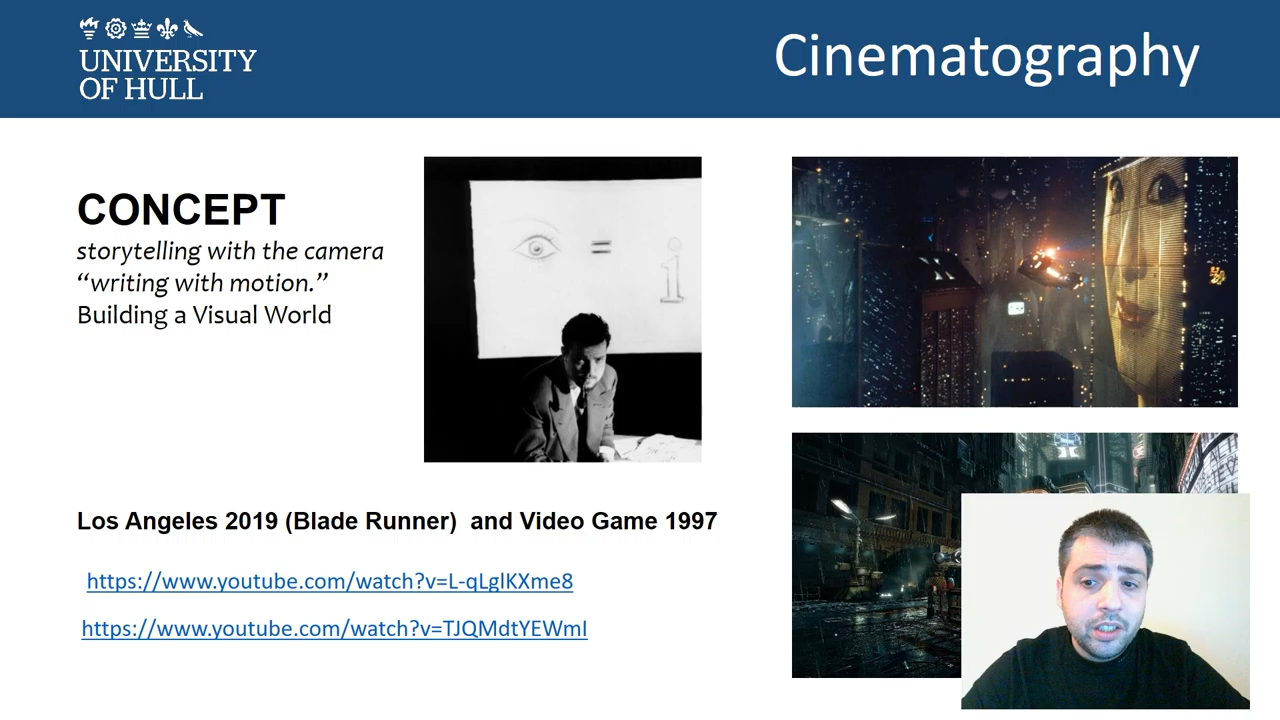 UNIVERSITY
OF HULL
Cinematography
CONCEPT
storytelling with the camera
“writing with motion.”
Building a Visual World
= i
Los Angeles 2019 (Blade Runner)  and Video Game 1997
https://www.youtube.com/watch?v=L-qLglKXme8
https://www.youtube.com/watch?v=TJQMdtYEWmI